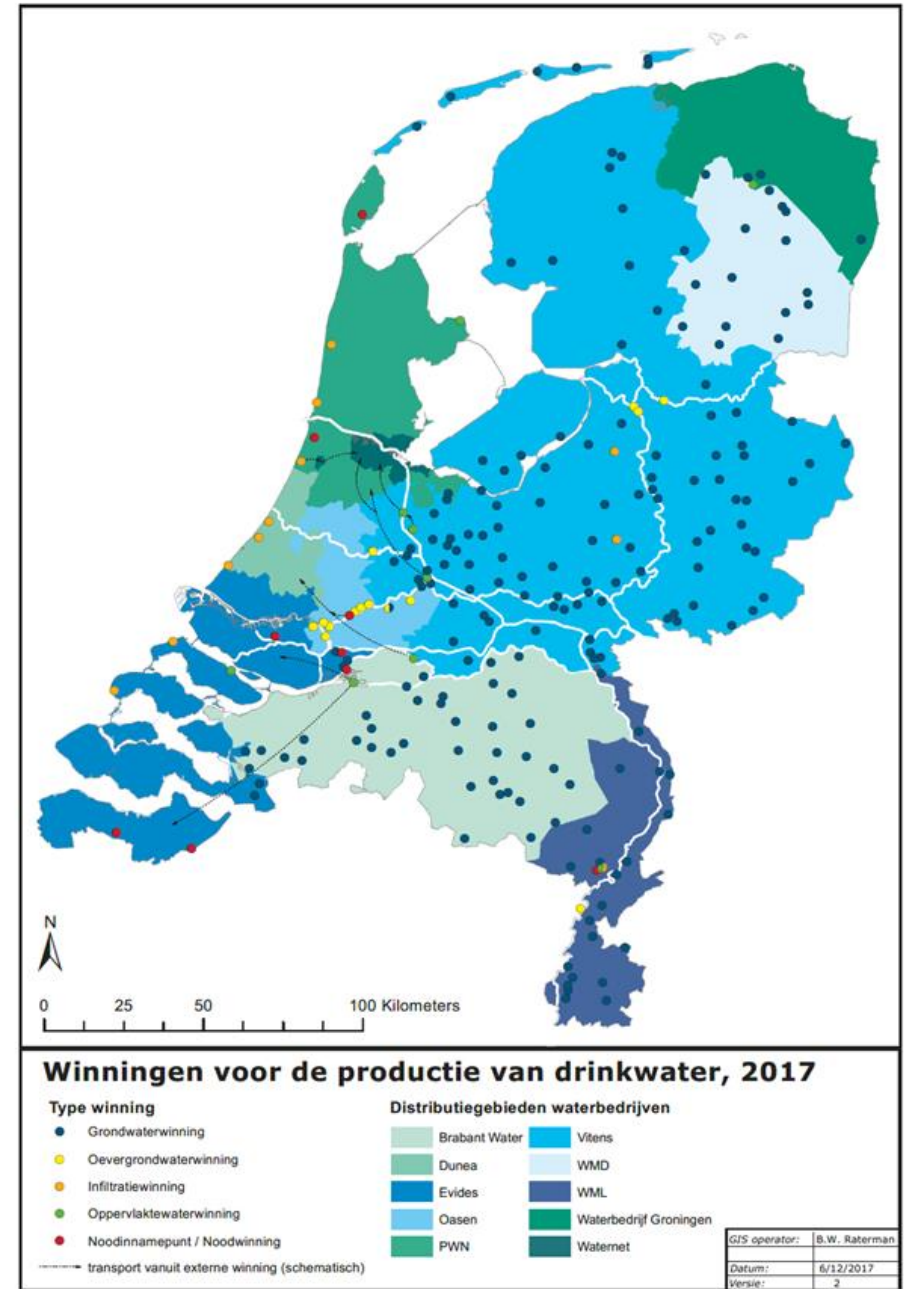 N
0 25 50 100 Kilometers
Winningen voor de productie van drinkwater, 2017
Type winning
Grondwaterwinning
Oevergrondwaterwinning
Infiltratiewinning
Oppervlaktewaterwinning
Noodinnamepunt / Noodwinning
transport vanuit externe winning (schematisch)
Distributiegebieden waterbedrijven
Brabant Water
Dunea
Evides
Oasen
PWN
Vitens
WMD
WML
Waterbedrijf Groningen
Waternet
GIS operator: B.W. Raterman
Datum: 6/12/2017
Versie: 2